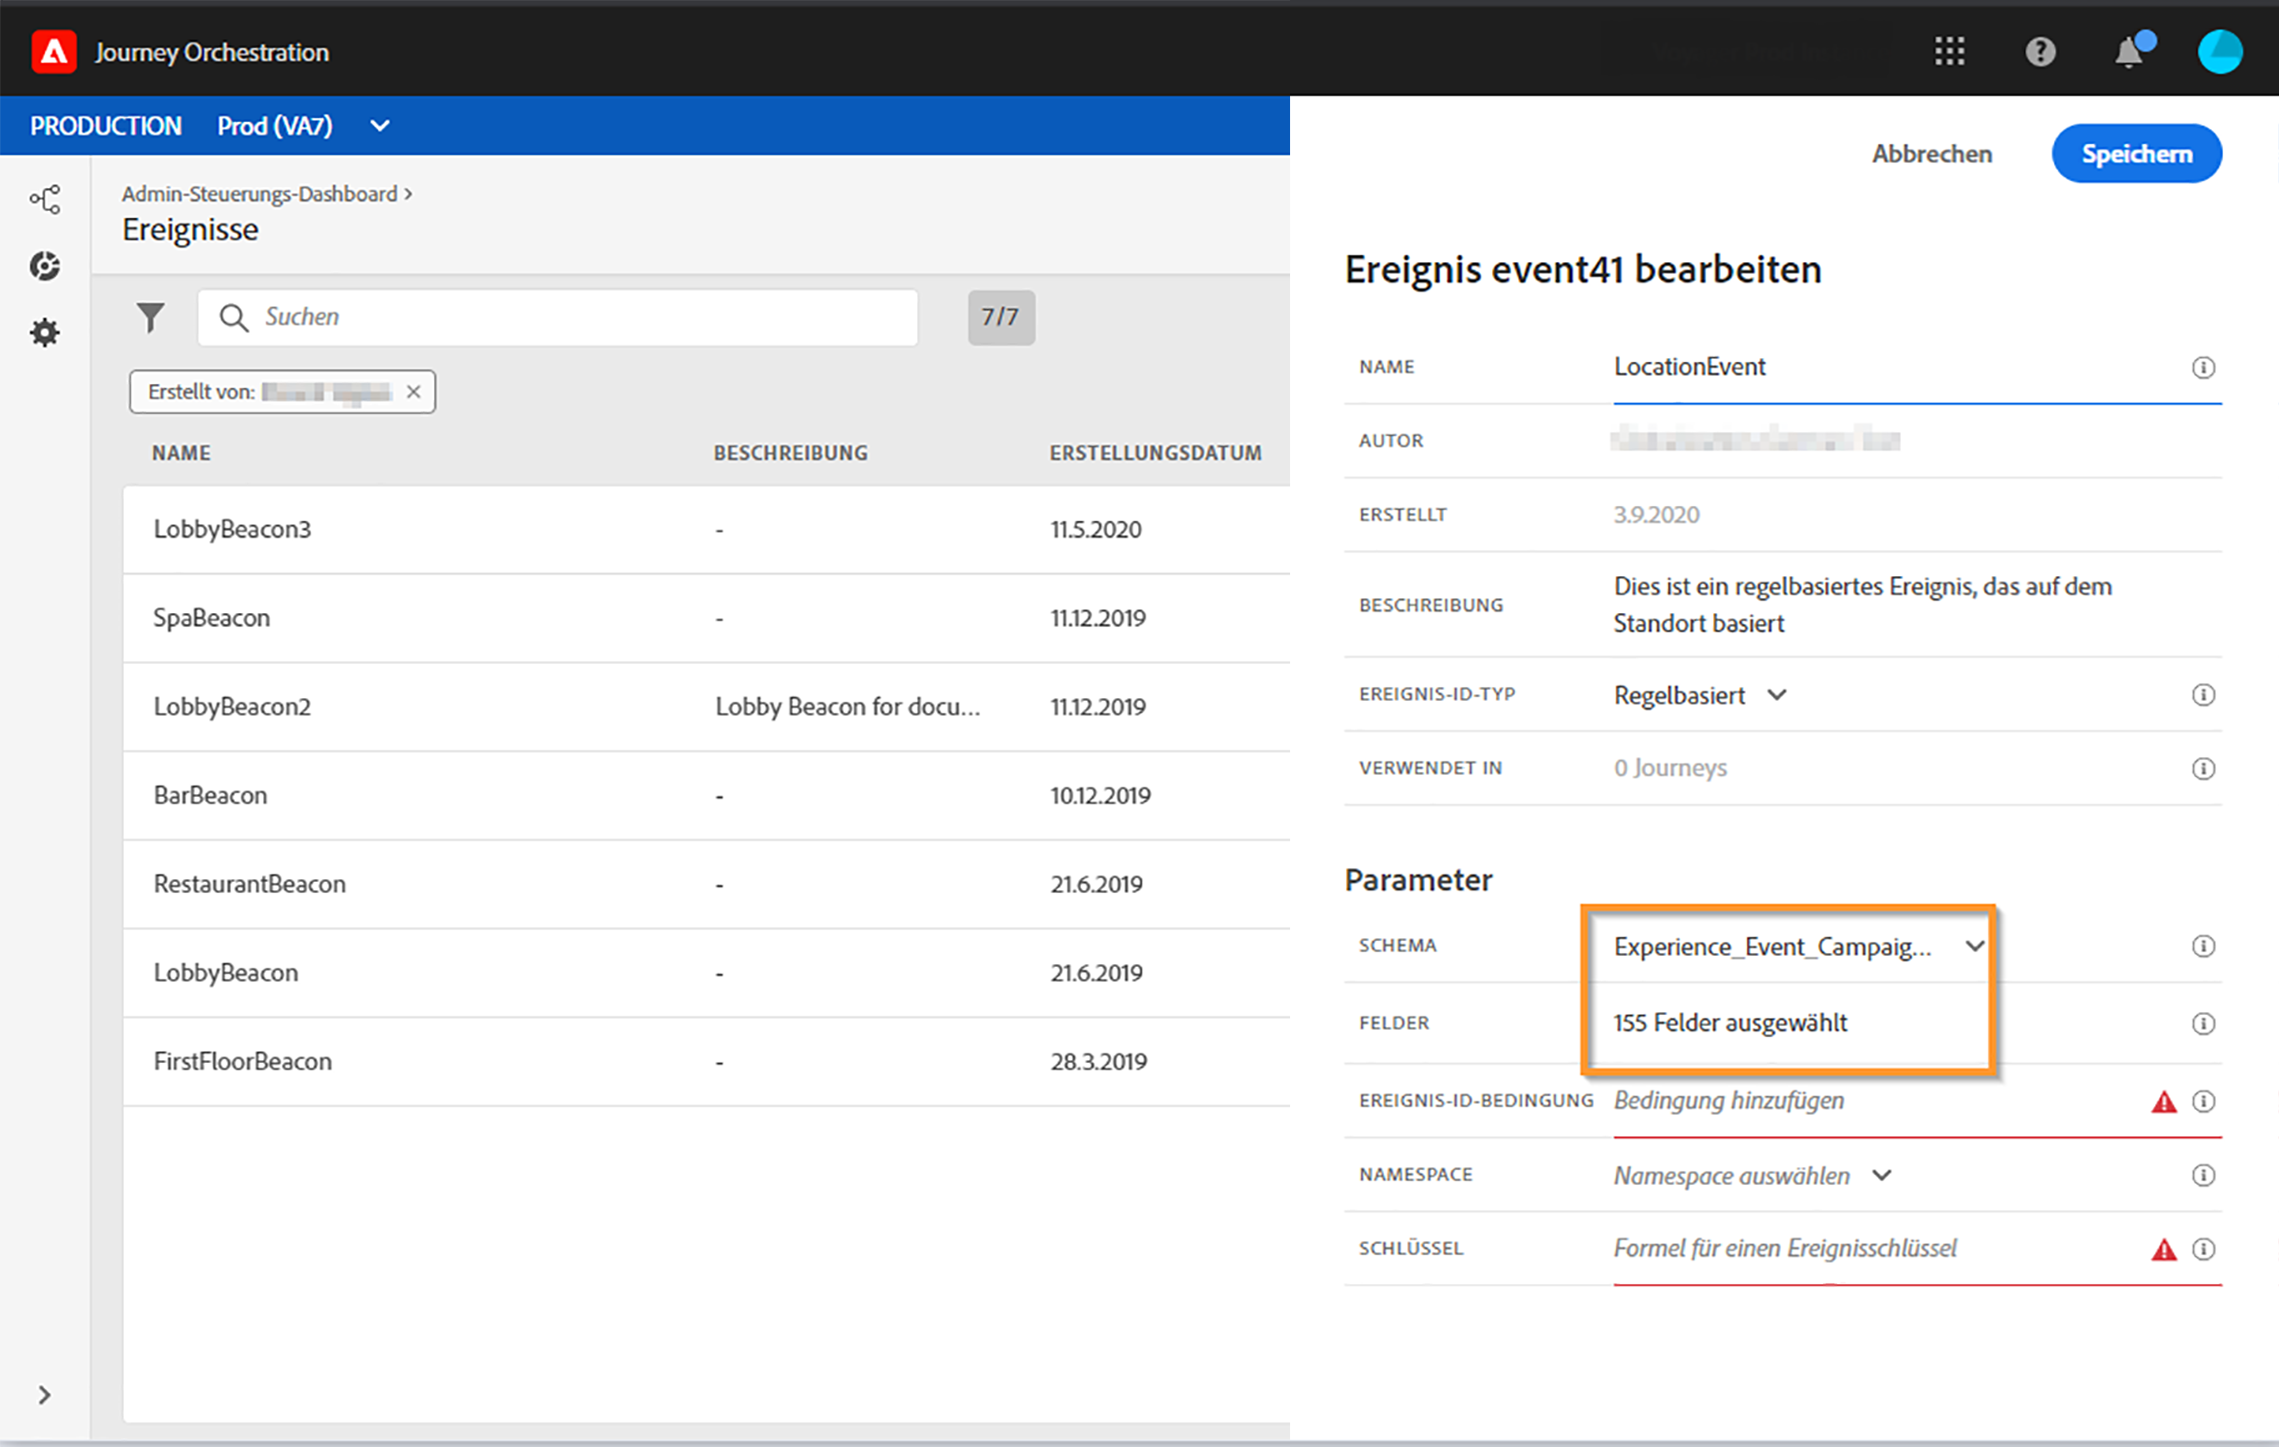 Journey Orchestration
PRODUCTION Prod (VA7)
Admin-Steuerungs-Dashboard
Ereignisse
Suchen
7/7
Erstellt von:
NAME BESCHREIBUNG ERSTELLUNGSDATUM
LobbyBeacon3 - 11.5.2020
SpaBeacon - 11.12.2019
LobbyBeacon2 Lobby Beacon for docu... 11.12.2019
BarBeacon - 10.12.2019
RestaurantBeacon - 21.6.2019
LobbyBeacon - 21.6.2019
FirstFloorBeacon - 28.3.2019
Abbrechen Speichern
Ereignis event41 bearbeiten
NAME LocationEvent
AUTOR
ERSTELLT 3.9.2020
BESCHREIBUNG Dies ist ein regelbasiertes Ereignis, das auf dem
Standort basiert
EREIGNIS-ID-TYP Regelbasiert
VERWENDET IN 0 Journeys
Parameter
SCHEMA Experience_Event_Campaig...
FELDER 155 Felder ausgewählt
EREIGNIS-ID-BEDINGUNG Bedingung hinzufügen
NAMESPACE Namespace auswählen
SCHLÜSSEL Formel für einen Ereignisschlüssel